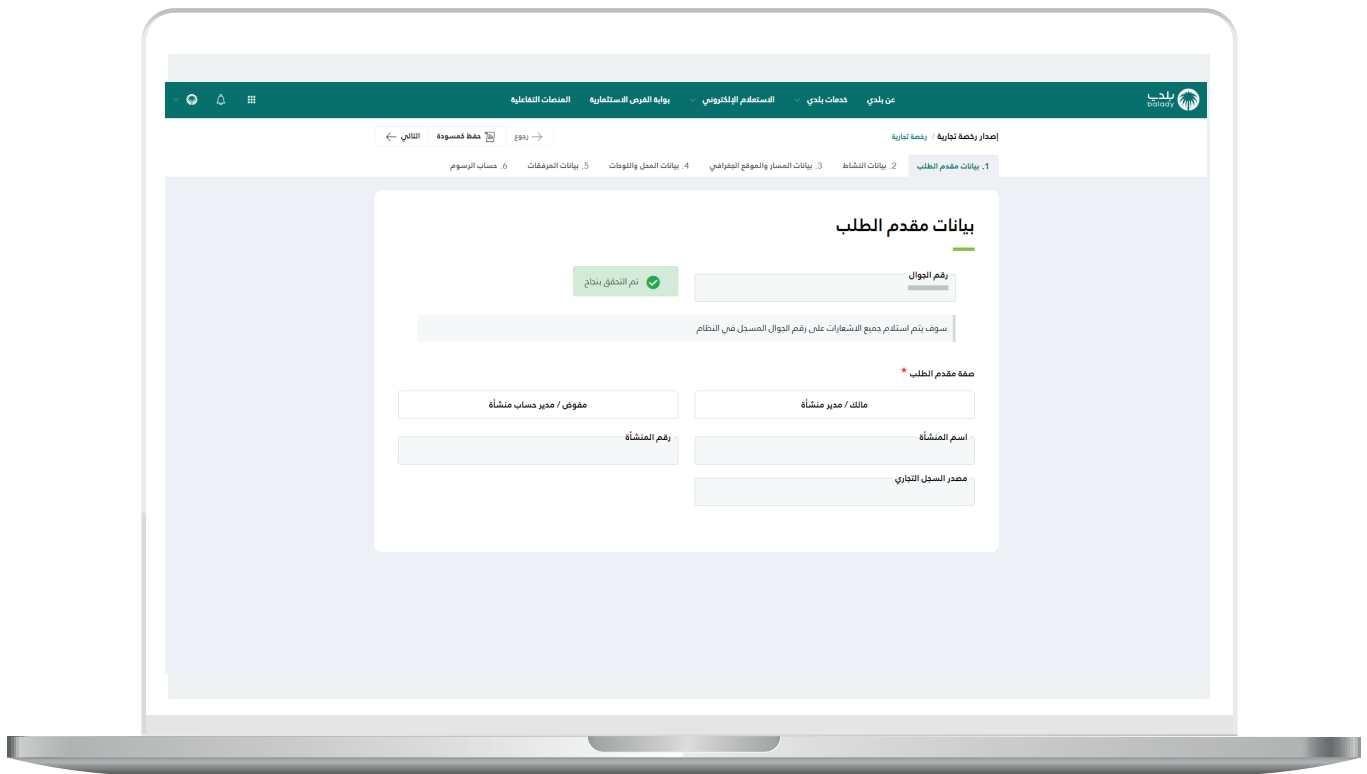 بلدي
balady
عن بلدي خدمات بلدي الاستعلام الإلكتروني بوابة الفرص الاستثمارية المنصات التفاعلية
إصدار رخصة تجارية / رخصة تجارية
رجوع حفظ كمسودة التالي
1. بيانات مقدم الطلب 2. بيانات النشاط 3. بيانات المسار والموقع الجغرافي 4. بيانات المحل واللوحات 5. بيانات المرفقات 6. حساب الرسوم
بيانات مقدم الطلب
رقم الجوال
تم التحقق بنجاح
سوف يتم استلام جميع الاشعارات على رقم الجوال المسجل في النظام
صفة مقدم الطلب *
مالك / مدير منشأة مفوض / مدير حساب منشأة
اسم المنشأة رقم المنشأة
مصدر السجل التجاري